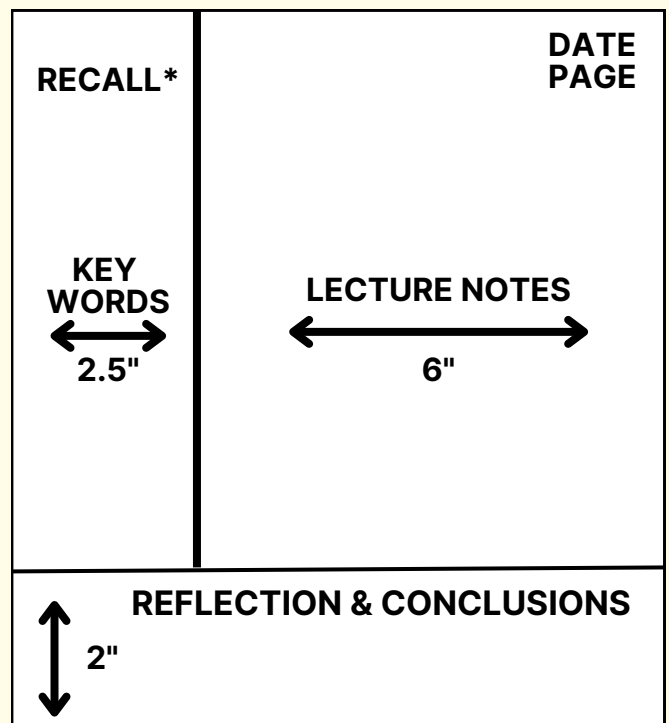 RECALL*
DATE
PAGE
KEY
WORDS
2.5"
LECTURE NOTES
6"
REFLECTION & CONCLUSIONS
2"